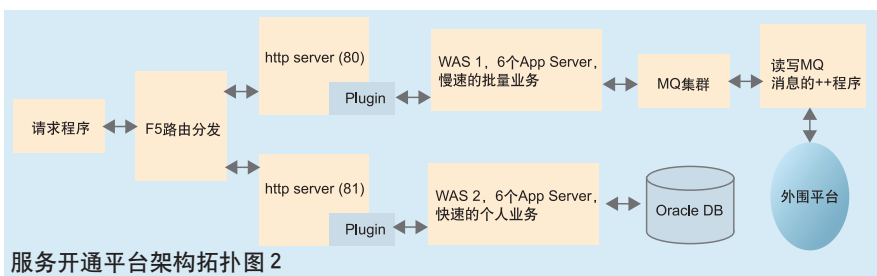 请求程序
F5路由分发
http server (80)
Plugin
WAS 1，6个App Server，
慢速的批量业务
MQ集群
读写MQ
消息的++程序
http server (81)
Plugin
WAS 2，6个App Server，
快速的个人业务
Oracle DB
外围平台
服务开通平台架构拓扑图 2